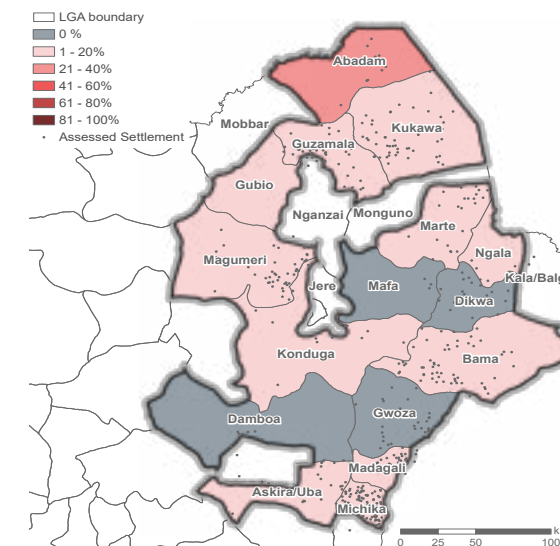 LGA boundary
0 %
1 - 20%
21 - 40%
41 - 60%
61 - 80%
81 - 100%
Assessed Settlement
Abadam
Mobbar
Kukawa
Guzamala
Gubio
Nganzai
Monguno
Marte
Magumeri
Ngala
Jere
Mafa
Kala/Balg
Dikwa
Konduga
Bama
Damboa
Gwoza
Madagali
Askira/Uba
Michika
k
0 25 50 100